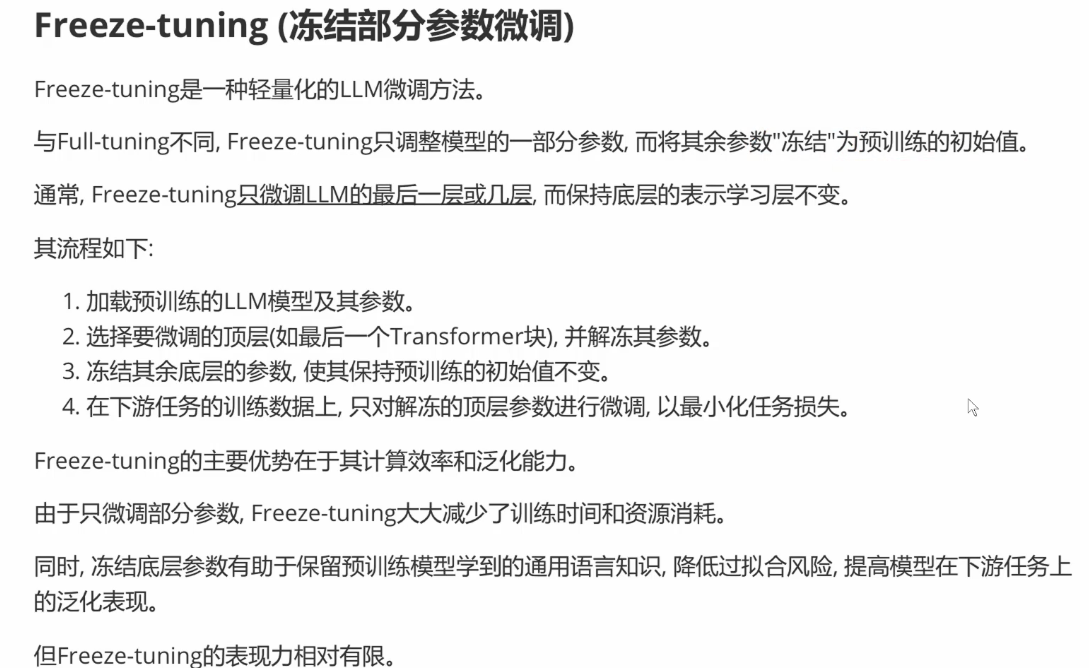 Freeze-tuning (冻结部分参数微调)
Freeze-tuning是一种轻量化的LLM微调方法。
与Full-tuning不同, Freeze-tuning只调整模型的一部分参数, 而将其余参数"冻结"为预训练的初始值。
通常, Freeze-tuning只微调LLM的最后一层或几层, 而保持底层的表示学习层不变。
其流程如下:
1. 加载预训练的LLM模型及其参数。
2. 选择要微调的顶层(如最后一个Transformer块), 并解冻其参数。
3. 冻结其余底层的参数, 使其保持预训练的初始值不变。
4. 在下游任务的训练数据上, 只对解冻的顶层参数进行微调, 以最小化任务损失。
Freeze-tuning的主要优势在于其计算效率和泛化能力。
由于只微调部分参数, Freeze-tuning大大减少了训练时间和资源消耗。
同时, 冻结底层参数有助于保留预训练模型学到的通用语言知识, 降低过拟合风险, 提高模型在下游任务上
的泛化表现。
但Freeze-tuning的表现力相对有限。